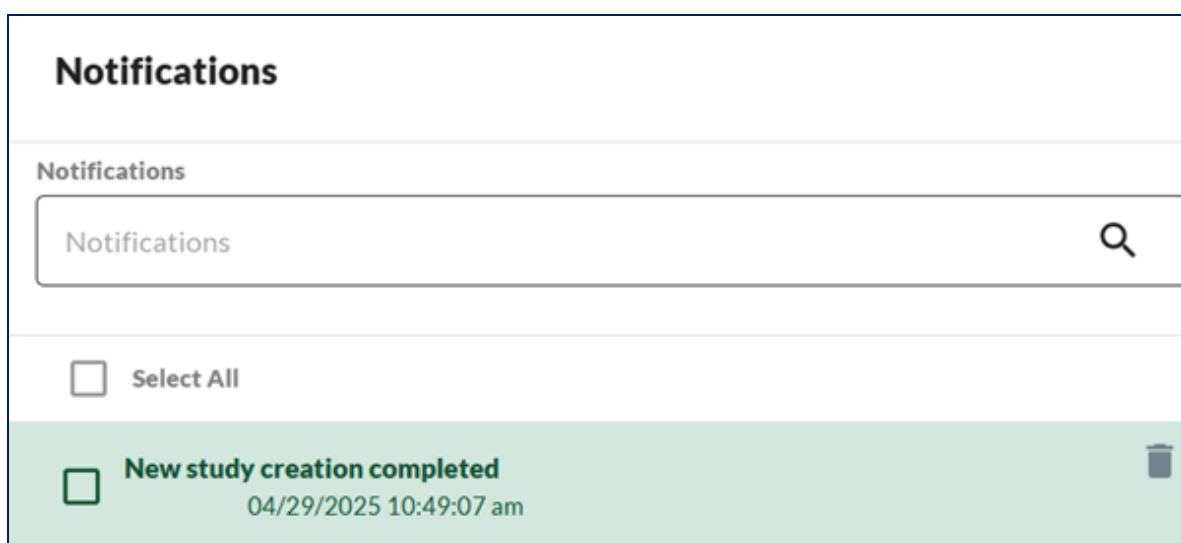 Notifications
Notifications
Notifications
Select All
New study creation completed
04/29/2025 10:49:07 am